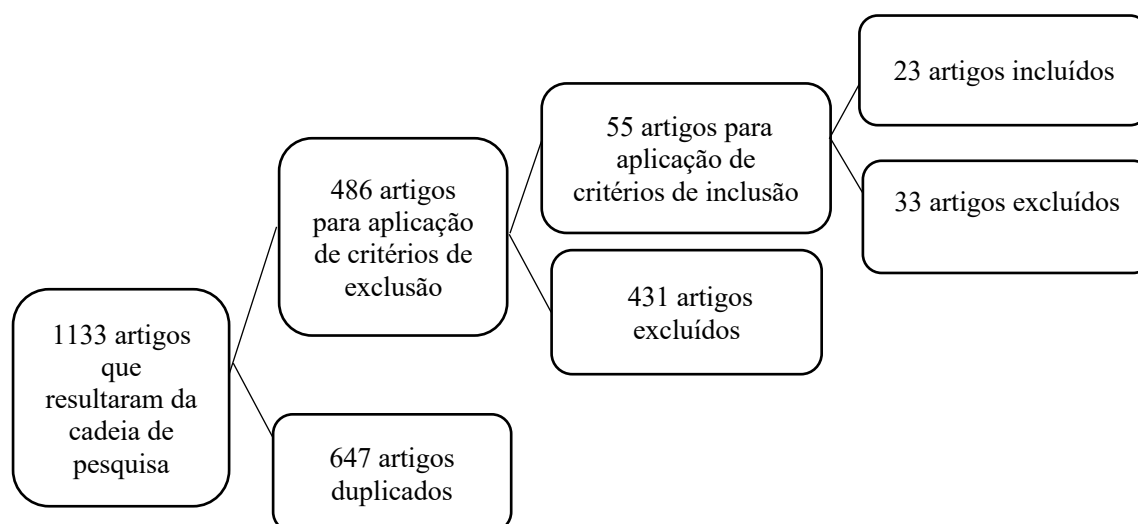 1133 artigos
que
resultaram da
cadeia de
pesquisa
486 artigos
para aplicação
de critérios de
exclusão
647 artigos
duplicados
55 artigos para
aplicação de
critérios de inclusão
431 artigos
excluídos
23 artigos incluídos
33 artigos excluídos